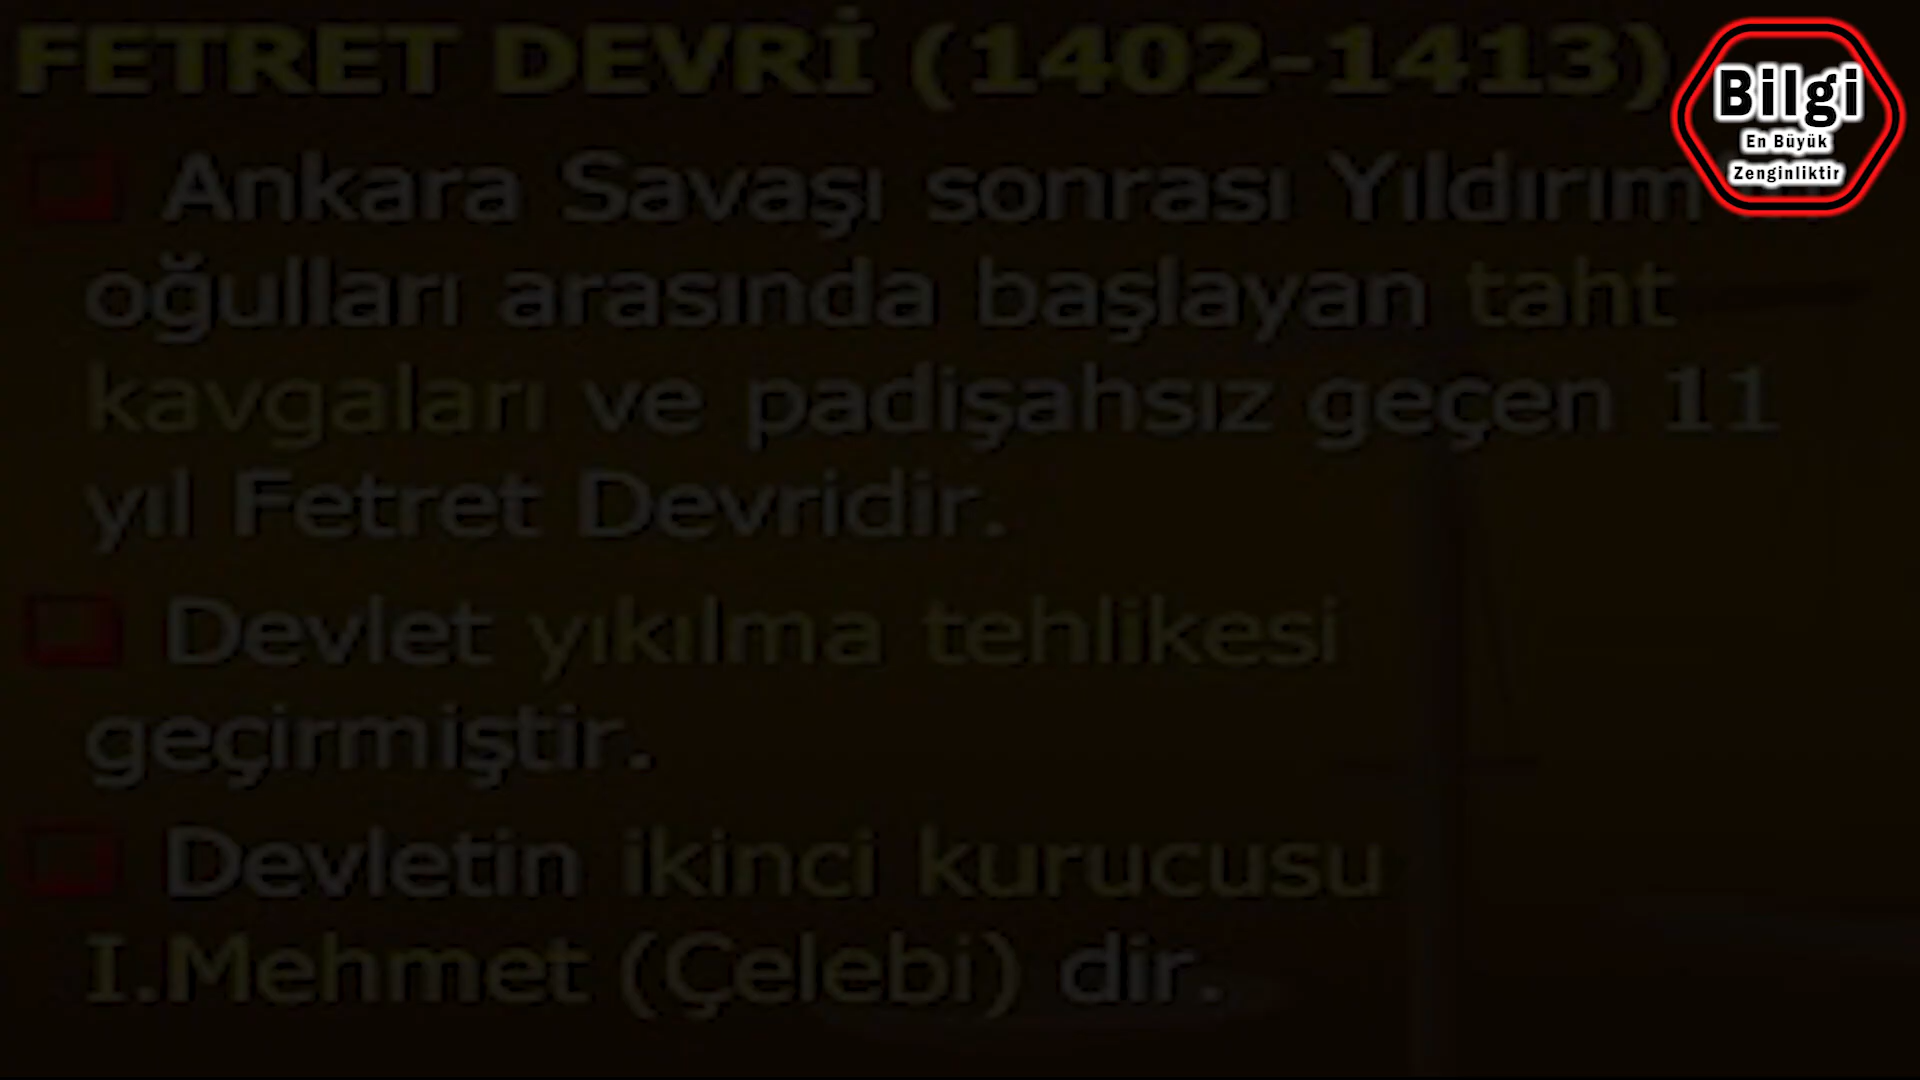 FETRET DEVRİ (1402-1413)
Ankara Savaşı sonrası Yıldırım
oğulları arasında başlayan taht
kavgaları ve padişahsız geçen 11
yıl Fetret Devridir.
Devlet yıkılma tehlikesi
geçirmiştir.
Devletin ikinci kurucusu
I.Mehmet (Çelebi) dir.
Bilgi
En Büyük
Zenginliktir